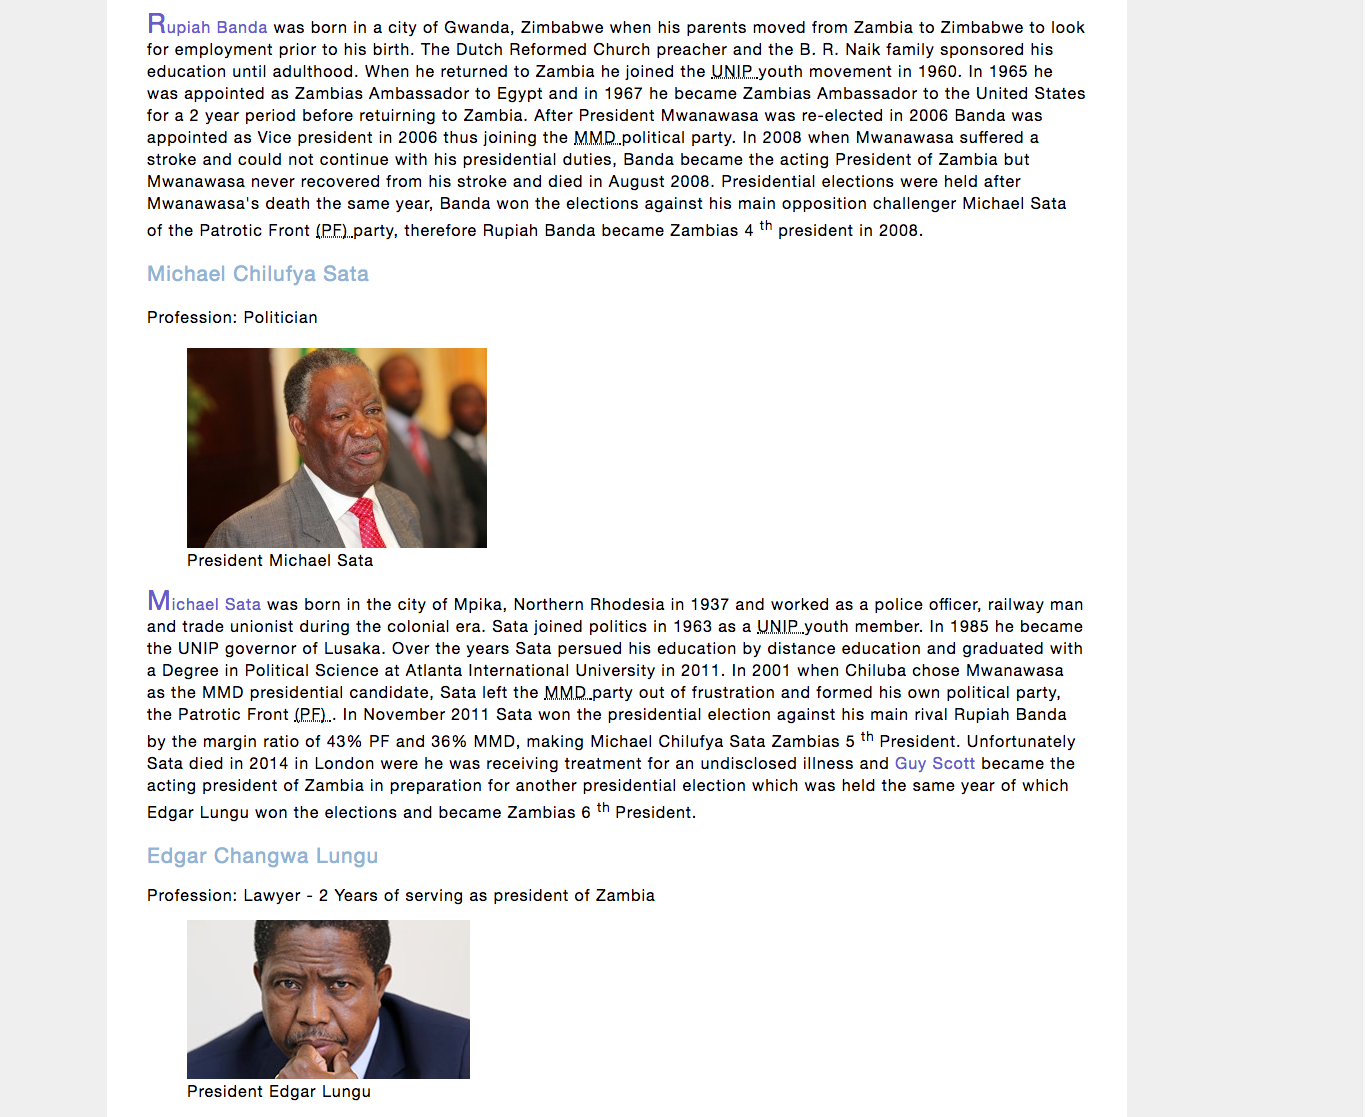 Rupiah Banda was born in a city of Gwanda, Zimbabwe when his parents moved from Zambia to Zimbabwe to look
for employment prior to his birth. The Dutch Reformed Church preacher and the B. R. Naik family sponsored his
education until adulthood. When he returned to Zambia he joined the UNIP youth movement in 1960. In 1965 he
was appointed as Zambias Ambassador to Egypt and in 1967 he became Zambias Ambassador to the United States
for a 2 year period before retuirning to Zambia. After President Mwanawasa was re-elected in 2006 Banda was
appointed as Vice president in 2006 thus joining the MMD political party. In 2008 when Mwanawasa suffered a
stroke and could not continue with his presidential duties, Banda became the acting President of Zambia but
Mwanawasa never recovered from his stroke and died in August 2008. Presidential elections were held after
Mwanawasa's death the same year, Banda won the elections against his main opposition challenger Michael Sata
of the Patrotic Front (PF) party, therefore Rupiah Banda became Zambias 4 th president in 2008.
Michael Chilufya Sata
Profession: Politician
President Michael Sata
Michael Sata was born in the city of Mpika, Northern Rhodesia in 1937 and worked as a police officer, railway man
and trade unionist during the colonial era. Sata joined politics in 1963 as a UNIP youth member. In 1985 he became
the UNIP governor of Lusaka. Over the years Sata persued his education by distance education and graduated with
a Degree in Political Science at Atlanta International University in 2011. In 2001 when Chiluba chose Mwanawasa
as the MMD presidential candidate, Sata left the MMD party out of frustration and formed his own political party,
the Patrotic Front (PF) . In November 2011 Sata won the presidential election against his main rival Rupiah Banda
by the margin ratio of 43% PF and 36% MMD, making Michael Chilufya Sata Zambias 5 th President. Unfortunately
Sata died in 2014 in London were he was receiving treatment for an undisclosed illness and Guy Scott became the
acting president of Zambia in preparation for another presidential election which was held the same year of which
Edgar Lungu won the elections and became Zambias 6 th President.
Edgar Changwa Lungu
Profession: Lawyer - 2 Years of serving as president of Zambia
President Edgar Lungu